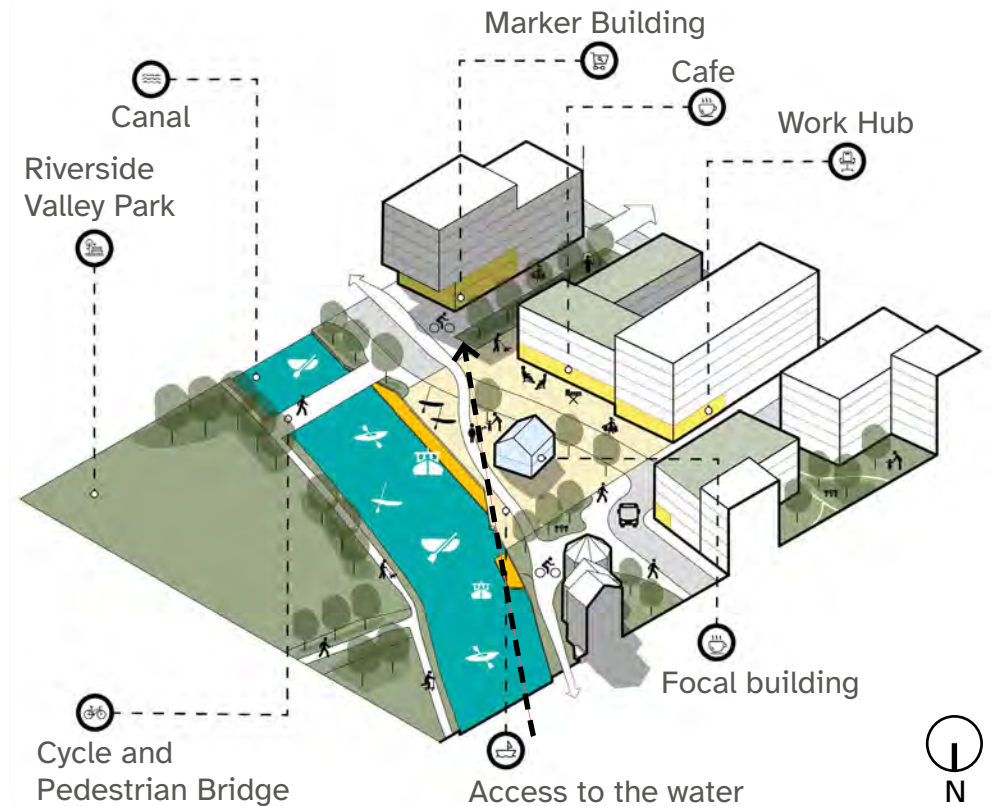 Marker Building
Cafe
Canal
Work Hub
Riverside
Valley Park
Focal building
Cycle and
Pedestrian Bridge
Access to the water
N